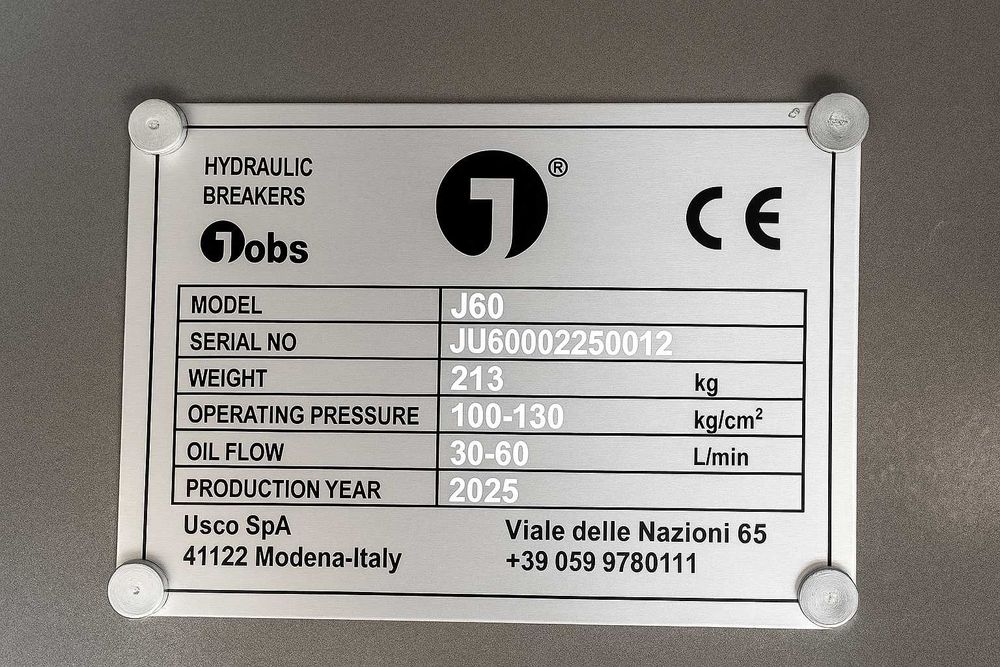 HYDRAULIC
BREAKERS
Jobs
J ®
CE
MODEL J60
SERIAL NO JU60002250012
WEIGHT 213 kg
OPERATING PRESSURE 100-130 kg/cm²
OIL FLOW 30-60 L/min
PRODUCTION YEAR 2025
Usco SpA Viale delle Nazioni 65
41122 Modena-Italy +39 059 9780111